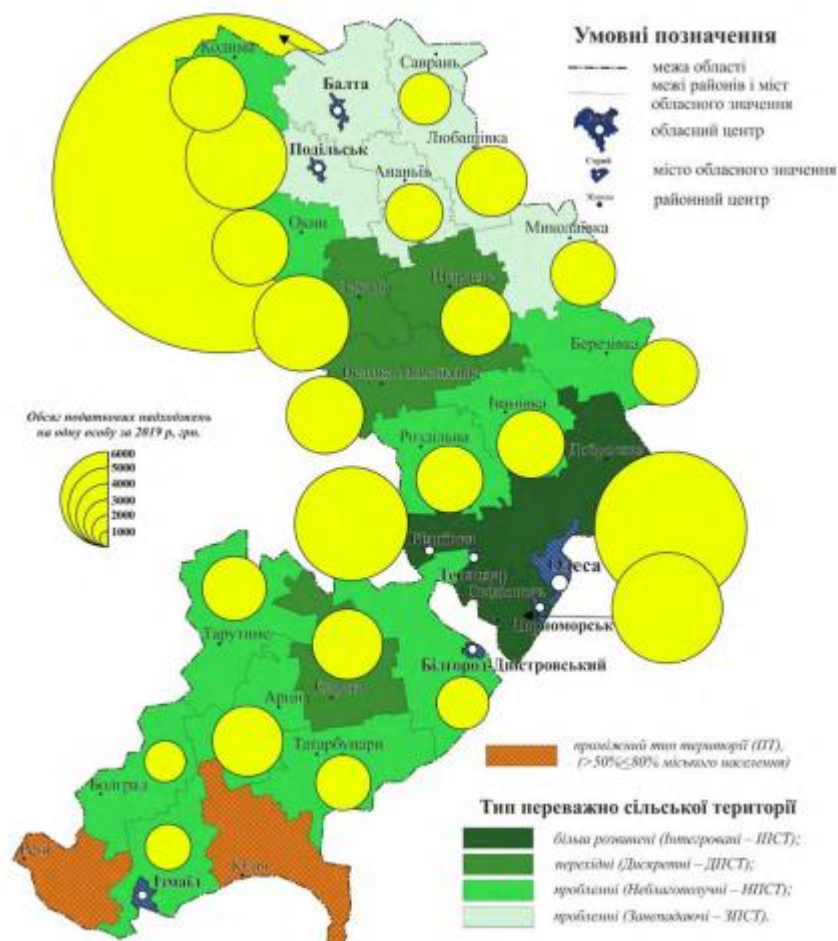 Умовні позначення
межа області
межі районів і міст
обласного значення
обласний центр
місто обласного значення
районний центр
Кодима
Балта
Саврань
Любашівка
Подільськ
Ананьїв
Окни
Миколаївка
Ширяєве
Березівка
Велика Михайлівка
Іванівка
Роздільна
Доброслав
Обсяг податкових надходжень
на одну особу за 2019 р, грн.
6000
5000
4000
3000
2000
1000
Одеса
Чорноморськ
Тарутине
Білгород-Дністровський
Сарата
Арциз
Татарбунари
Болград
Рені
Ізмаїл
Кілія
проміжний тип території (ПТ),
(>50%≤80% міського населення)
Тип переважно сільської території
більш розвинені (Інтегровані – ІПСТ);
перехідні (Дискретні – ДПСТ);
проблемні (Неблагополучні – НПСТ);
проблемні (Занепадаючі – ЗПСТ).